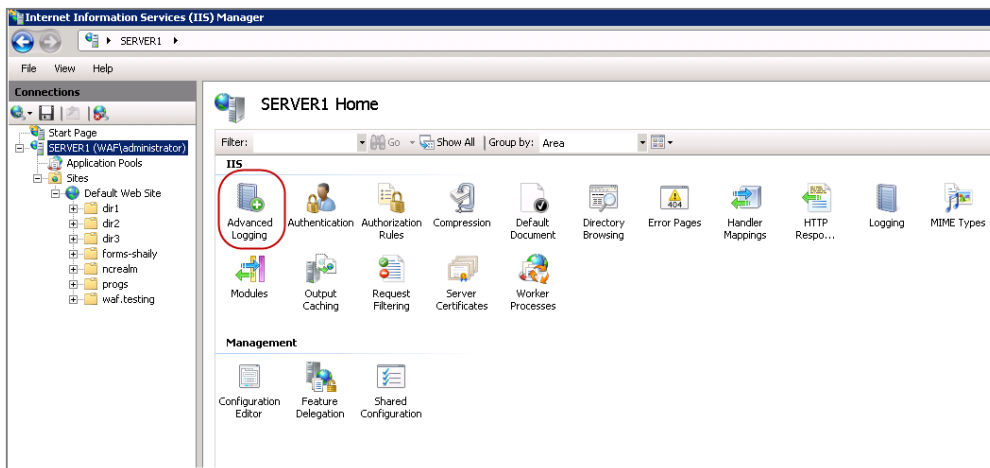 Internet Information Services (IIS) Manager
SERVER1
File View Help
Connections
Start Page
SERVER1 (WAF\administrator)
Application Pools
Sites
Default Web Site
dir1
dir2
dir3
forms-shaily
ncrealm
progs
waf.testing
SERVER1 Home
Filter: Go Show All Group by: Area
IIS
Advanced Logging
Authentication
Authorization Rules
Compression
Default Document
Directory Browsing
404
Error Pages
Handler Mappings
HTTP Respo...
Logging
MIME Types
Modules
Output Caching
Request Filtering
Server Certificates
Worker Processes
Management
Configuration Editor
Feature Delegation
Shared Configuration